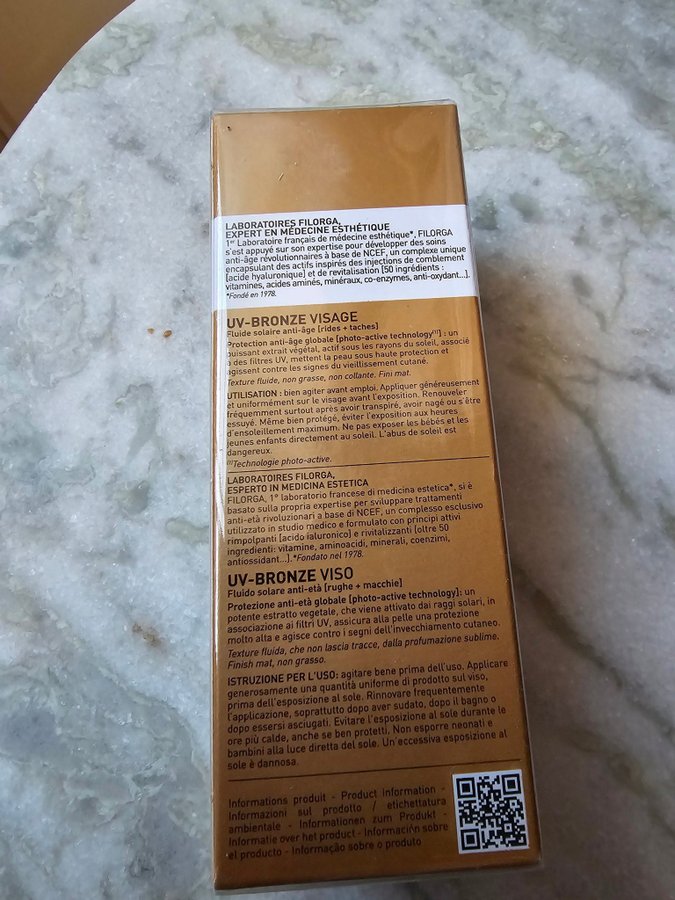 LABORATOIRES FILORGA,
EXPERT EN MÉDECINE ESTHÉTIQUE
1er Laboratoire français de médecine esthétique*, FILORGA
s'est appuyé sur son expertise pour développer des soins
anti-âge révolutionnaires à base de NCEF, un complexe unique
encapsulant des actifs inspirés des injections de comblement
[acide hyaluronique] et de revitalisation [50 ingrédients :
vitamines, acides aminés, minéraux, co-enzymes, anti-oxydant...].
*Fondé en 1978.
UV-BRONZE VISAGE
Fluide solaire anti-âge [rides + taches]
Protection anti-âge globale [photo-active technology(1)] : un
puissant extrait végétal, actif sous les rayons du soleil, associé
à des filtres UV, mettent la peau sous haute protection et
agissent contre les signes du vieillissement cutané.
Texture fluide, non grasse, non collante. Fini mat.
UTILISATION : bien agiter avant emploi. Appliquer généreusement
et uniformément sur le visage avant l'exposition. Renouveler
fréquemment surtout après avoir transpiré, avoir nagé ou s'être
essuyé. Même bien protégé, éviter l'exposition aux heures
d'ensoleillement maximum. Ne pas exposer les bébés et les
jeunes enfants directement au soleil. L'abus de soleil est
dangereux.
(1)Technologie photo-active.
LABORATOIRES FILORGA,
ESPERTO IN MEDICINA ESTETICA
FILORGA, 1° laboratorio francese di medicina estetica*, si è
basato sulla propria expertise per sviluppare trattamenti
anti-età rivoluzionari a base di NCEF, un complesso esclusivo
utilizzato in studio medico e formulato con principi attivi
rimpolpanti [acido ialuronico] e rivitalizzanti [oltre 50
ingredienti: vitamine, aminoacidi, minerali, coenzimi,
antiossidanti...].*Fondato nel 1978.
UV-BRONZE VISO
Fluido solare anti-età [rughe + macchie]
Protezione anti-età globale [photo-active technology]: un
potente estratto vegetale, che viene attivato dai raggi solari, in
associazione ai filtri UV, assicura alla pelle una protezione
molto alta e agisce contro i segni dell'invecchiamento cutaneo.
Texture fluida, che non lascia tracce, dalla profumazione sublime.
Finish mat, non grasso.
ISTRUZIONE PER L'USO: agitare bene prima dell'uso. Applicare
generosamente una quantità uniforme di prodotto sul viso,
prima dell'esposizione al sole. Rinnovare frequentemente
l'applicazione, soprattutto dopo aver sudato, dopo il bagno o
dopo essersi asciugati. Evitare l'esposizione al sole durante le
ore più calde, anche se ben protetti. Non esporre neonati e
bambini alla luce diretta del sole. Un'eccessiva esposizione al
sole è dannosa.
Informations produit - Product information -
Informazioni sul prodotto / etichettatura
ambientale - Informationen zum Produkt -
Informatie over het product - Información sobre
el producto - Informação sobre o produto